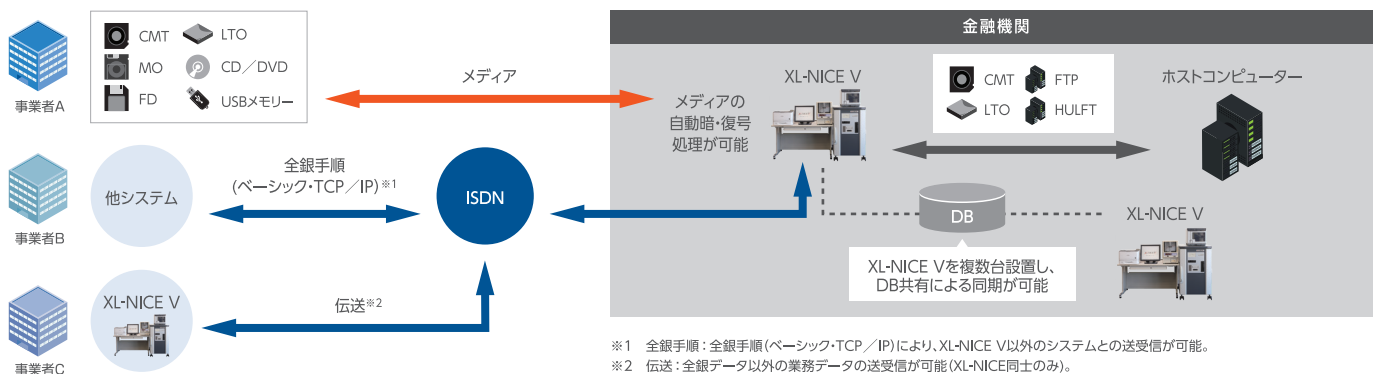 金融機関
事業者A
CMT
LTO
MO
CD／DVD
FD
USBメモリー
メディア
メディアの
自動暗・復号
処理が可能
XL-NICE V
CMT
FTP
LTO
HULFT
ホストコンピューター
事業者B
他システム
全銀手順
(ベーシック・TCP／IP)※1
ISDN
DB
XL-NICE V
XL-NICE Vを複数台設置し、
DB共有による同期が可能
事業者C
XL-NICE V
伝送※2
※1 全銀手順：全銀手順(ベーシック・TCP／IP)により、XL-NICE V以外のシステムとの送受信が可能。
※2 伝送：全銀データ以外の業務データの送受信が可能(XL-NICE同士のみ)。